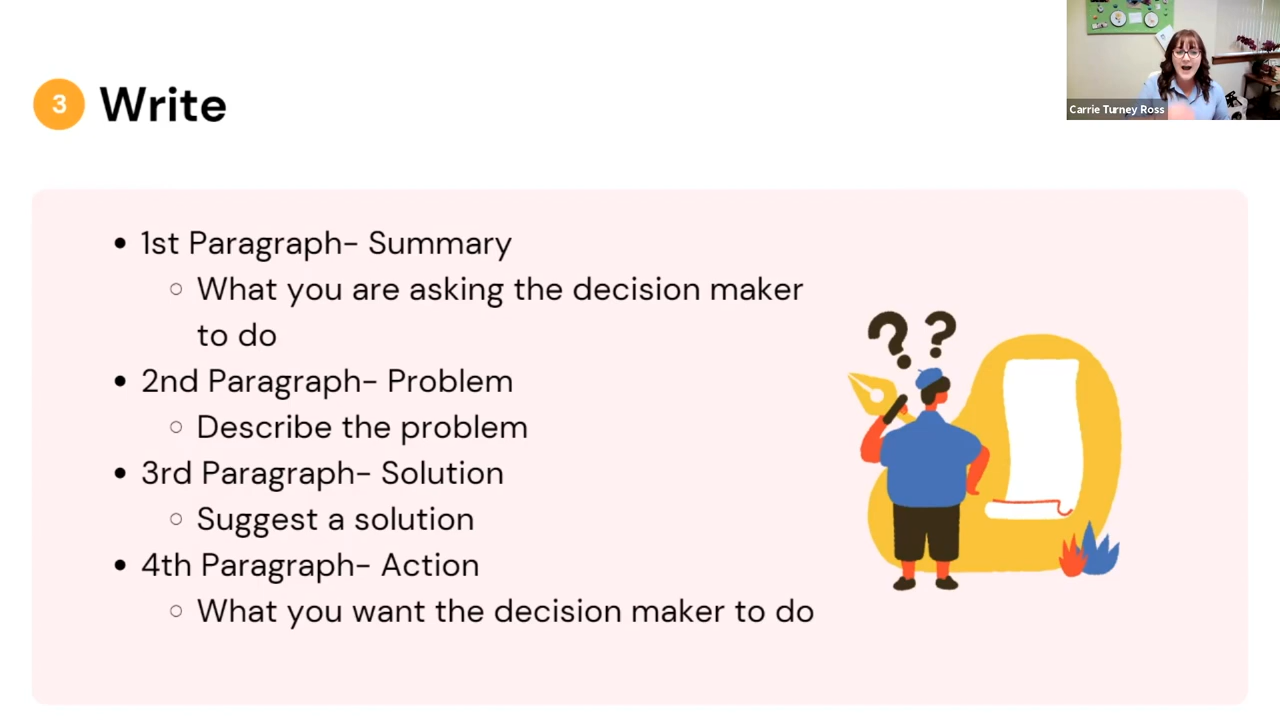 3 Write
Carrie Turney Ross
• 1st Paragraph- Summary
○ What you are asking the decision maker
to do
• 2nd Paragraph- Problem
○ Describe the problem
• 3rd Paragraph- Solution
○ Suggest a solution
• 4th Paragraph- Action
○ What you want the decision maker to do
? ?